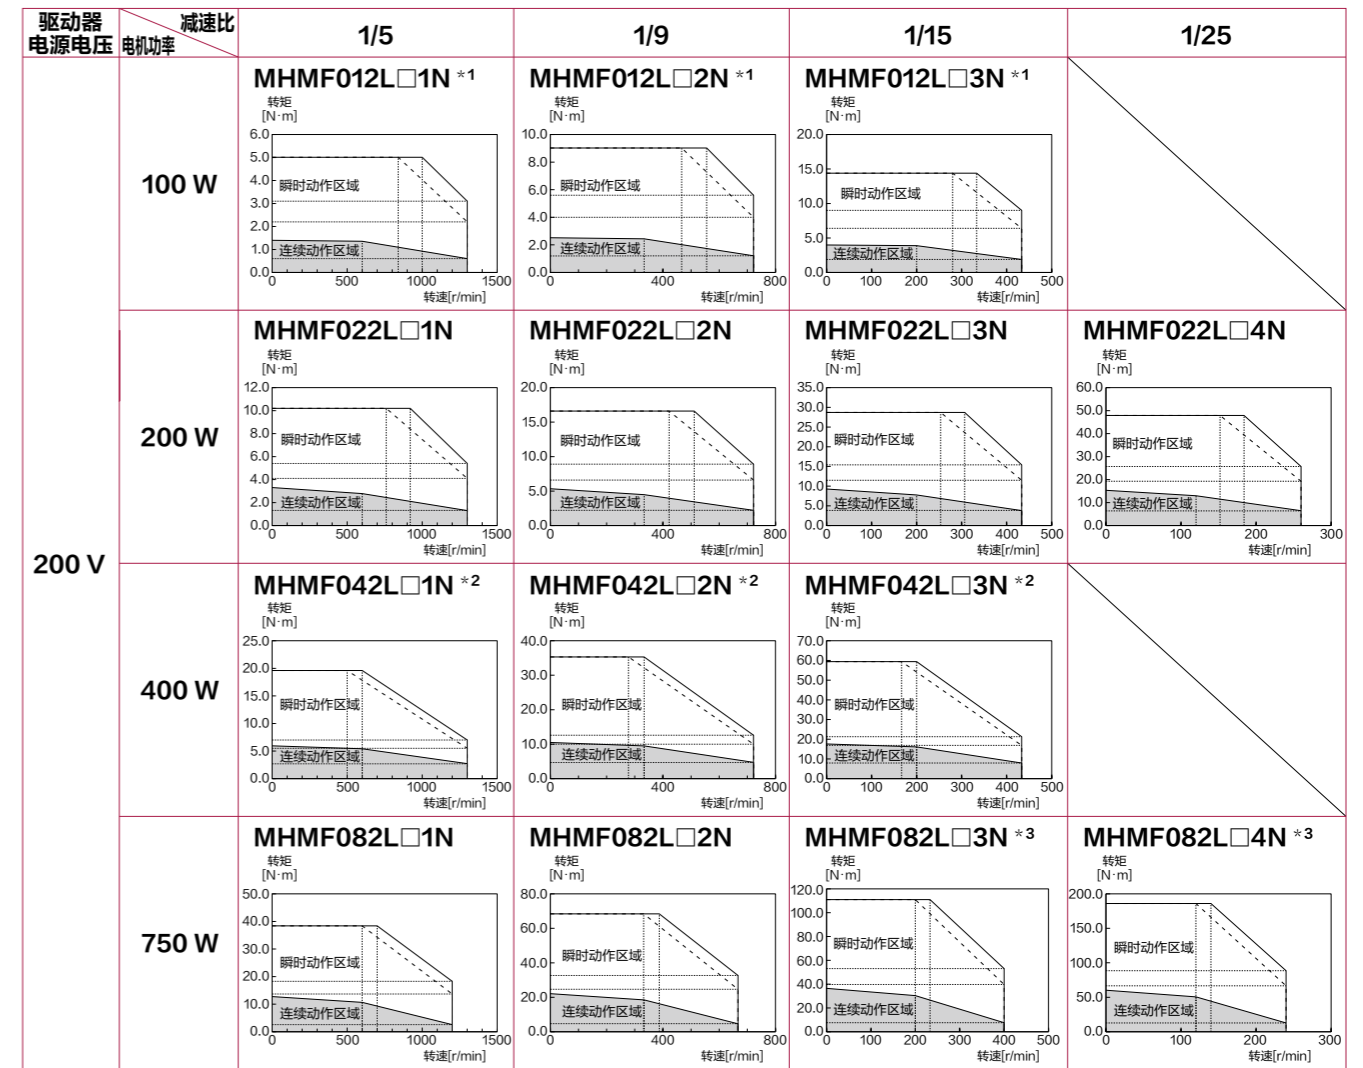 驱动器
电源电压
减速比
电机功率
1/5
1/9
1/15
1/25
200 V
100 W
MHMF012L□1N *1
转矩
[N·m]
6.0
5.0
4.0
3.0
2.0
1.0
0.0
瞬时动作区域
连续动作区域
0 500 1000 1500
转速[r/min]
MHMF012L□2N *1
转矩
[N·m]
10.0
8.0
6.0
4.0
2.0
0.0
瞬时动作区域
连续动作区域
0 400 800
转速[r/min]
MHMF012L□3N *1
转矩
[N·m]
20.0
15.0
10.0
5.0
0.0
瞬时动作区域
连续动作区域
0 100 200 300 400 500
转速[r/min]
200 W
MHMF022L□1N
转矩
[N·m]
12.0
10.0
8.0
6.0
4.0
2.0
0.0
瞬时动作区域
连续动作区域
0 500 1000 1500
转速[r/min]
MHMF022L□2N
转矩
[N·m]
20.0
15.0
10.0
5.0
0.0
瞬时动作区域
连续动作区域
0 400 800
转速[r/min]
MHMF022L□3N
转矩
[N·m]
35.0
30.0
25.0
20.0
15.0
10.0
5.0
0.0
瞬时动作区域
连续动作区域
0 100 200 300 400 500
转速[r/min]
MHMF022L□4N
转矩
[N·m]
60.0
50.0
40.0
30.0
20.0
10.0
0.0
瞬时动作区域
连续动作区域
0 100 200 300
转速[r/min]
400 W
MHMF042L□1N *2
转矩
[N·m]
25.0
20.0
15.0
10.0
5.0
0.0
瞬时动作区域
连续动作区域
0 500 1000 1500
转速[r/min]
MHMF042L□2N *2
转矩
[N·m]
40.0
30.0
20.0
10.0
0.0
瞬时动作区域
连续动作区域
0 400 800
转速[r/min]
MHMF042L□3N *2
转矩
[N·m]
70.0
60.0
50.0
40.0
30.0
20.0
10.0
0.0
瞬时动作区域
连续动作区域
0 100 200 300 400 500
转速[r/min]
750 W
MHMF082L□1N
转矩
[N·m]
50.0
40.0
30.0
20.0
10.0
0.0
瞬时动作区域
连续动作区域
0 500 1000 1500
转速[r/min]
MHMF082L□2N
转矩
[N·m]
80.0
60.0
40.0
20.0
0.0
瞬时动作区域
连续动作区域
0 400 800
转速[r/min]
MHMF082L□3N *3
转矩
[N·m]
120.0
100.0
80.0
60.0
40.0
20.0
0.0
瞬时动作区域
连续动作区域
0 100 200 300 400 500
转速[r/min]
MHMF082L□4N *3
转矩
[N·m]
200.0
150.0
100.0
50.0
0.0
瞬时动作区域
连续动作区域
0 100 200 300
转速[r/min]